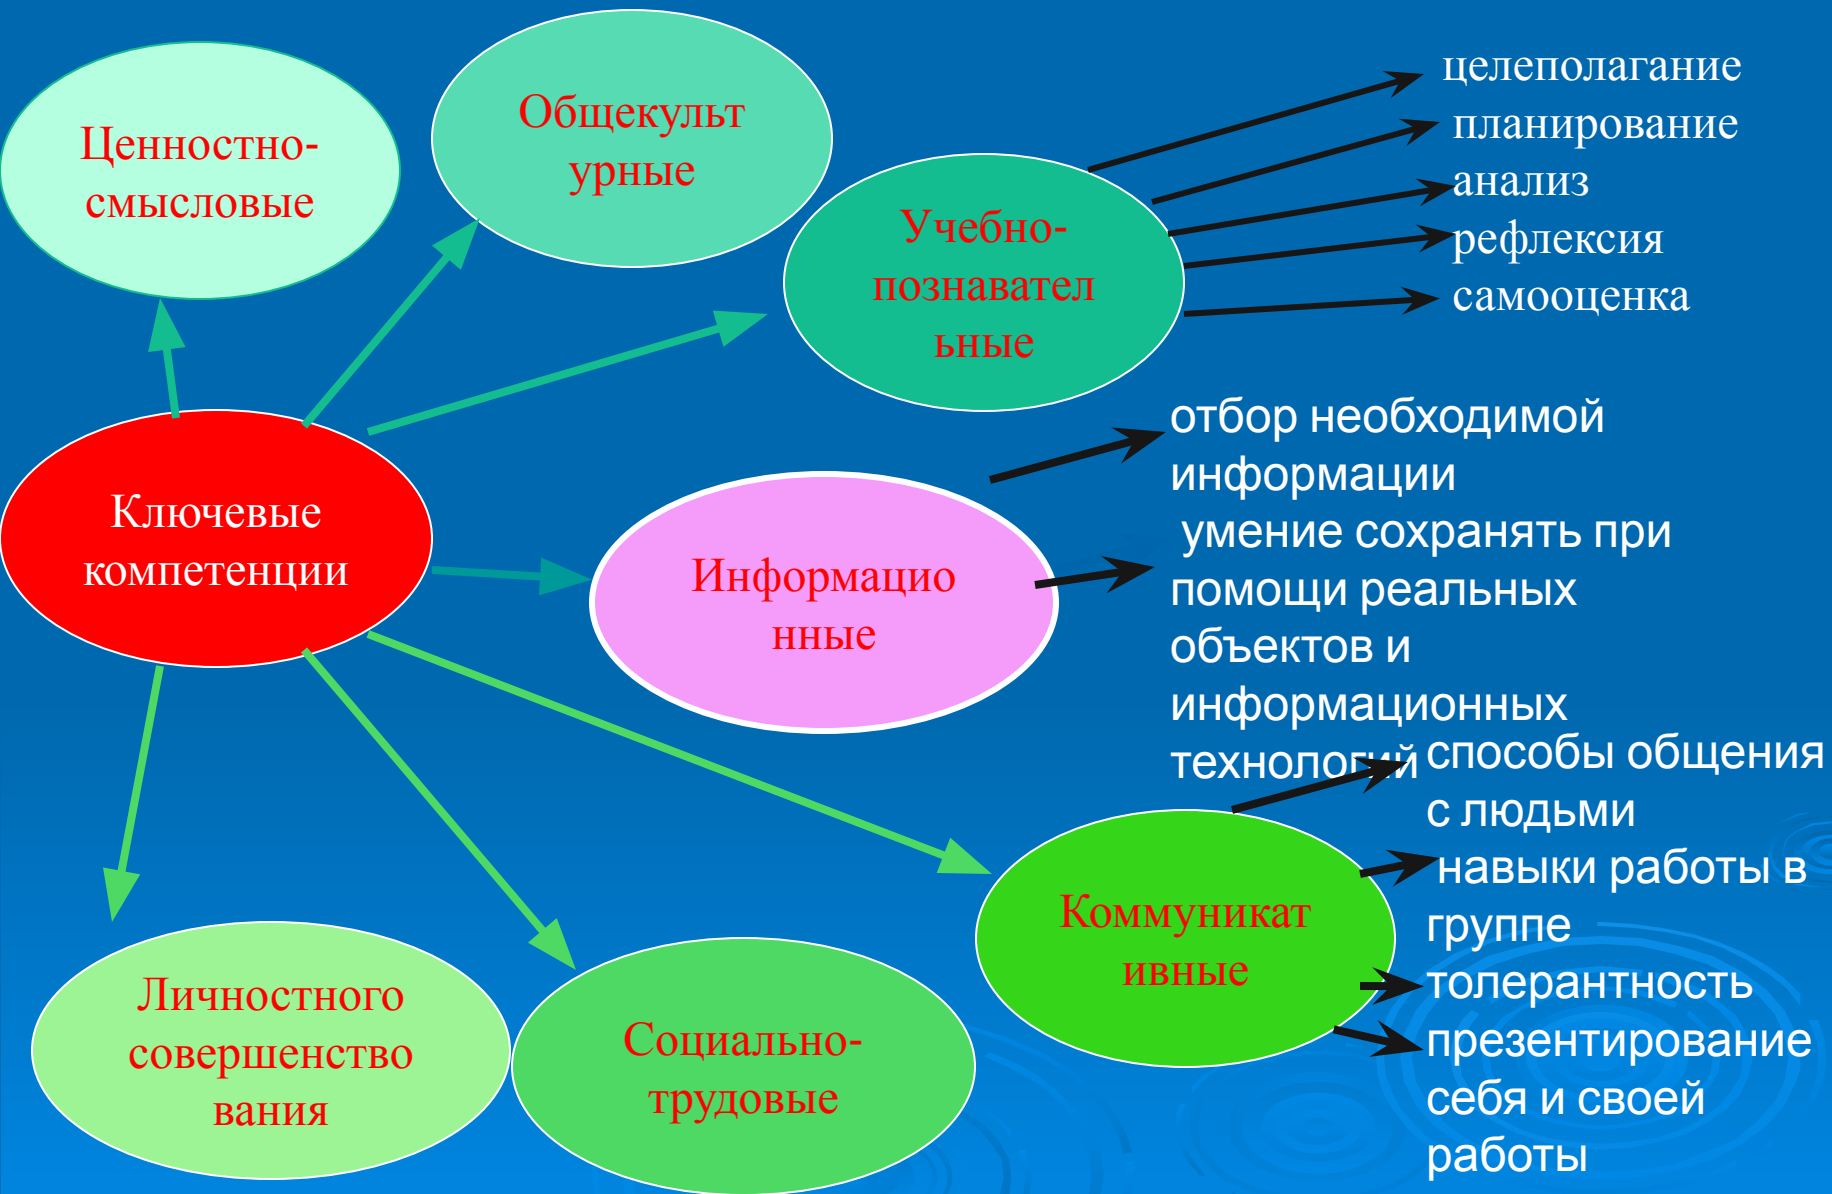 Ценностно-
смысловые
Общекульт
урные
Учебно-
познавател
ьные
целеполагание
планирование
анализ
рефлексия
самооценка
Ключевые
компетенции
Информацио
нные
отбор необходимой
информации
умение сохранять при
помощи реальных
объектов и
информационных
технологий
Коммуникат
ивные
способы общения
с людьми
навыки работы в
группе
толерантность
презентирование
себя и своей
работы
Личностного
совершенство
вания
Социально-
трудовые